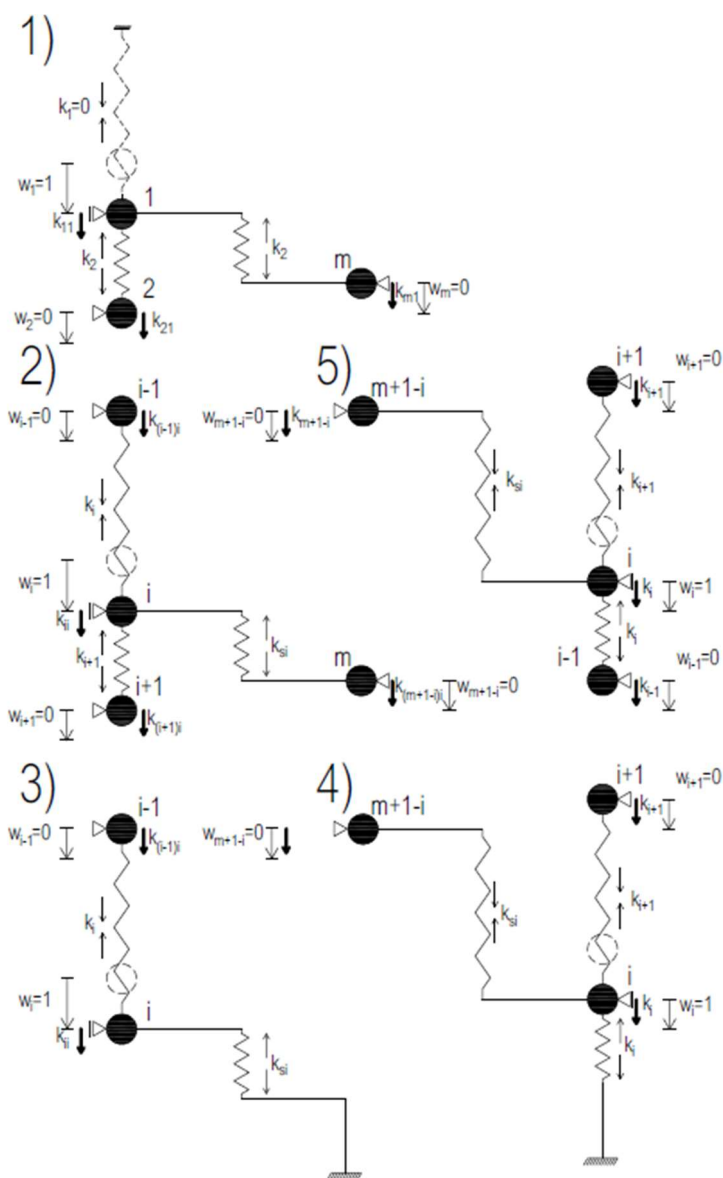 1)
k₁=0
w₁=1
1
k₁₁
k₂
k₂
m
2
kₘ₁
wₘ=0
w₂=0
k₂₁
2)
i-1
wᵢ₋₁=0
k₍ᵢ₋₁₎ᵢ
kᵢ
wᵢ=1
i
kᵢᵢ
kᵢ₊₁
kₛᵢ
i+1
m
wᵢ₊₁=0
k₍ᵢ₊₁₎ᵢ
k₍ₘ₊₁₋ᵢ₎ᵢ
wₘ₊₁₋ᵢ=0
5)
i+1
wᵢ₊₁=0
m+1-i
kᵢ₊₁
wₘ₊₁₋ᵢ=0
kₘ₊₁₋ᵢ
kₛᵢ
kᵢ₊₁
i
kᵢ
wᵢ=1
kᵢ
i-1
wᵢ₋₁=0
kᵢ₋₁
3)
i-1
wᵢ₋₁=0
k₍ᵢ₋₁₎ᵢ
kᵢ
wᵢ=1
i
kᵢᵢ
kₛᵢ
4)
i+1
wᵢ₊₁=0
m+1-i
kᵢ₊₁
wₘ₊₁₋ᵢ=0
kₛᵢ
kᵢ₊₁
i
kᵢ
wᵢ=1
kᵢ